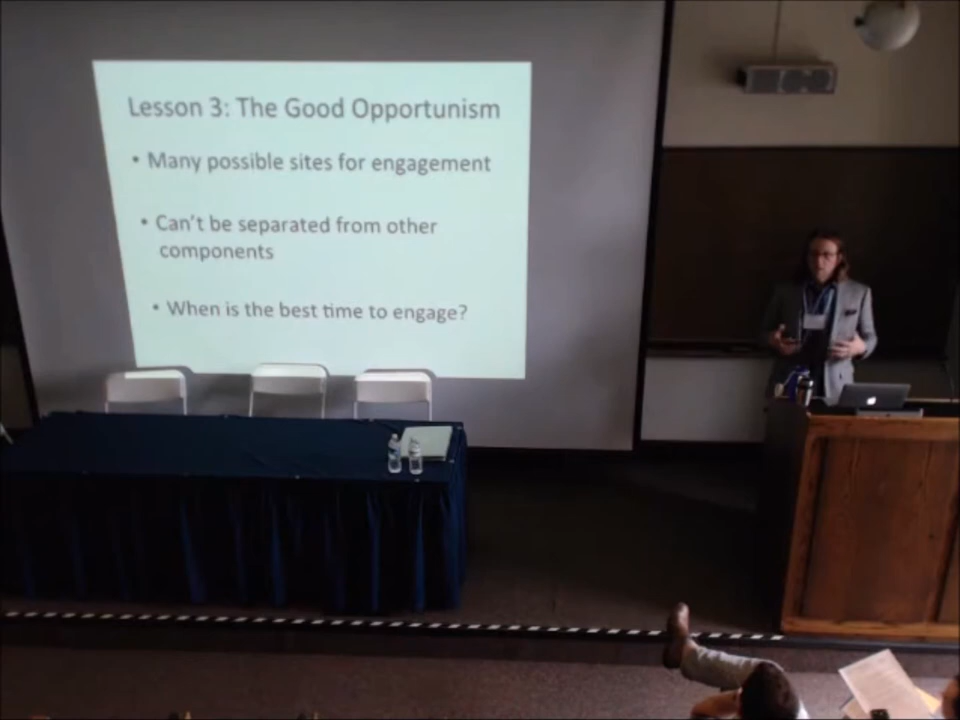 Lesson 3: The Good Opportunism
• Many possible sites for engagement
• Can't be separated from other
components
• When is the best time to engage?